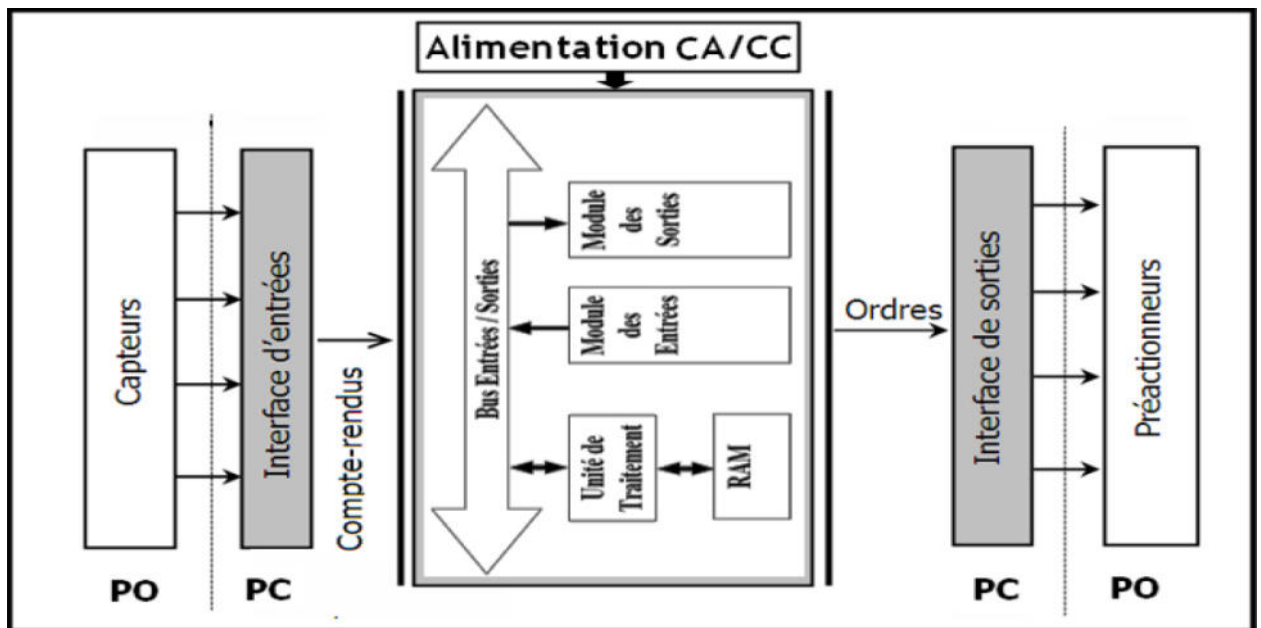 Alimentation CA/CC
Capteurs
Interface d'entrées
Compte-rendus
Bus Entrées / Sorties
Module
des
Sorties
Module
des
Entrées
Unité de
Traitement
RAM
Ordres
Interface de sorties
Préactionneurs
PO
PC
PC
PO